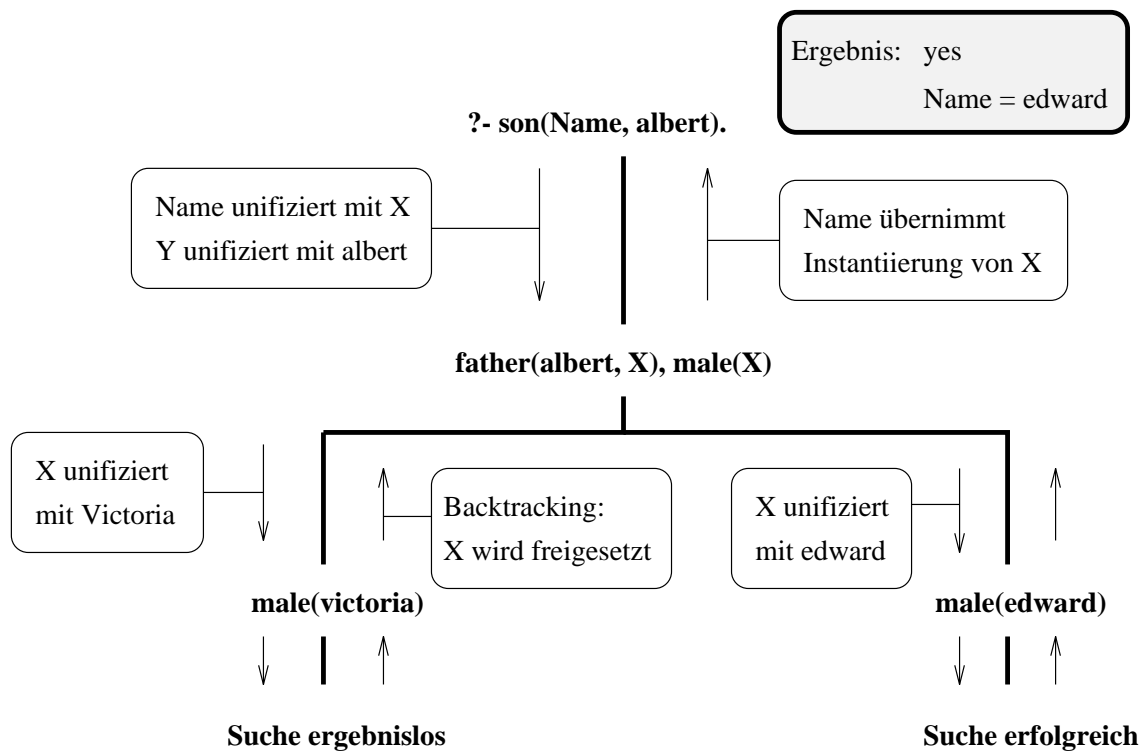 Ergebnis: yes
Name = edward
?- son(Name, albert).
Name unifiziert mit X
Y unifiziert mit albert
Name übernimmt
Instantiierung von X
father(albert, X), male(X)
X unifiziert
mit Victoria
Backtracking:
X wird freigesetzt
X unifiziert
mit edward
male(victoria)
male(edward)
Suche ergebnislos
Suche erfolgreich